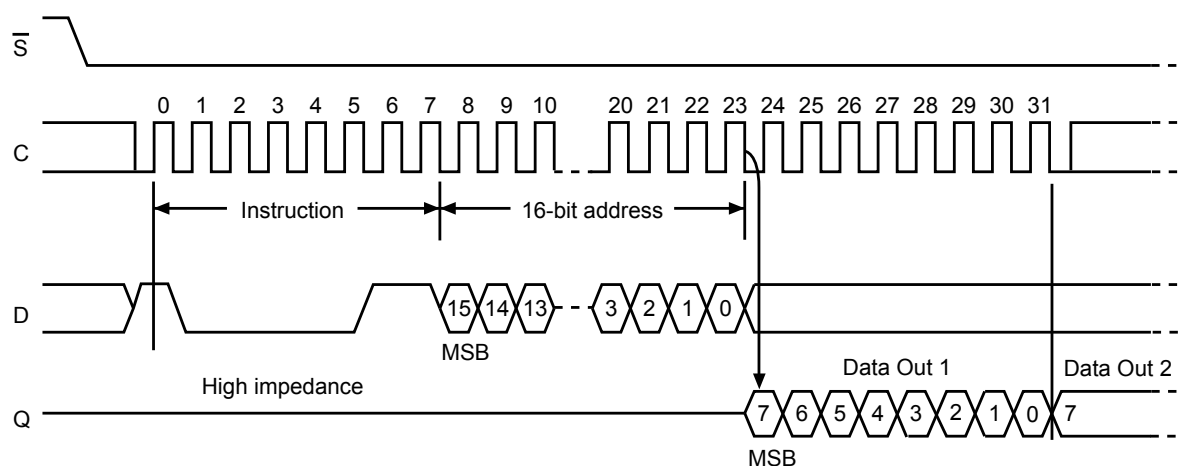 S
0 1 2 3 4 5 6 7 8 9 10 20 21 22 23 24 25 26 27 28 29 30 31
C
Instruction 16-bit address
D 15 14 13 3 2 1 0
MSB
High impedance Data Out 1 Data Out 2
Q 7 6 5 4 3 2 1 0 7
MSB